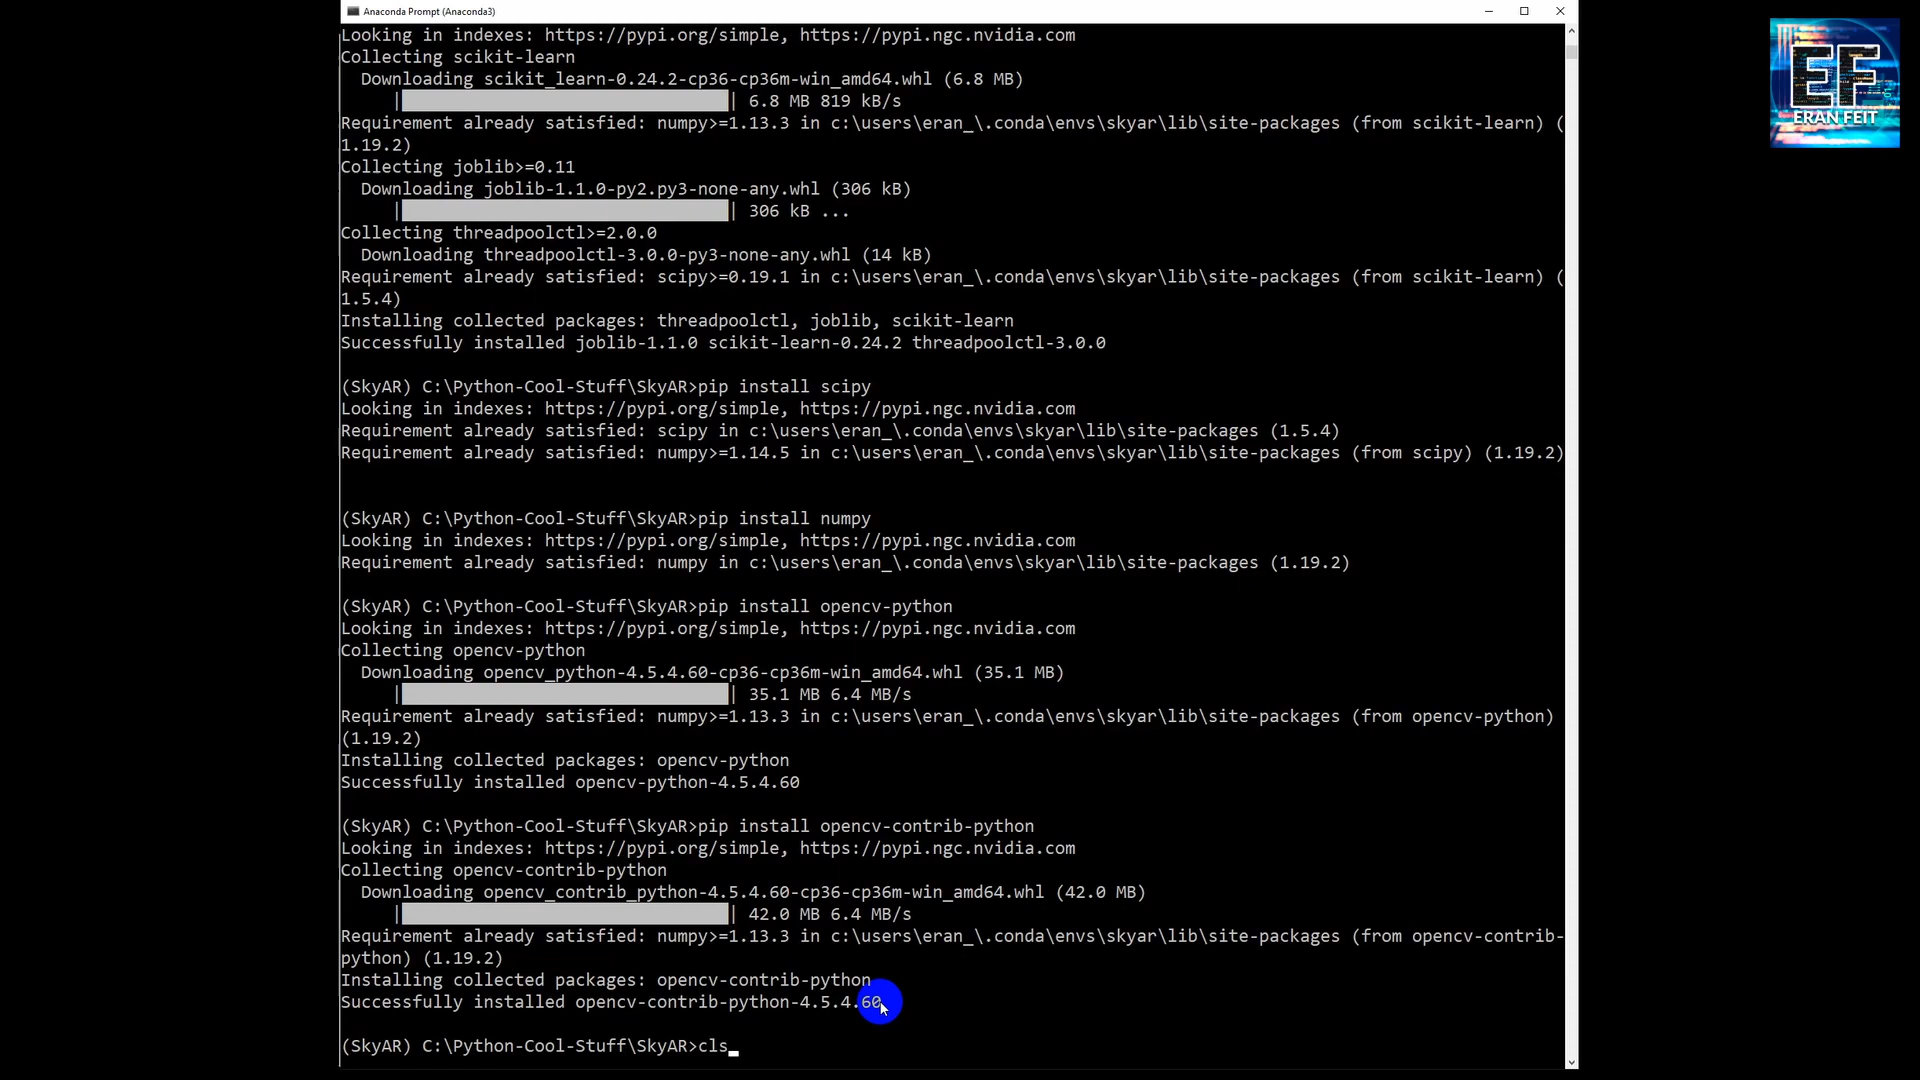 Anaconda Prompt (Anaconda3)
Looking in indexes: https://pypi.org/simple, https://pypi.ngc.nvidia.com
Collecting scikit-learn
  Downloading scikit_learn-0.24.2-cp36-cp36m-win_amd64.whl (6.8 MB)
     |████████████████████████████████| 6.8 MB 819 kB/s
Requirement already satisfied: numpy>=1.13.3 in c:\users\eran_\.conda\envs\skyar\lib\site-packages (from scikit-learn) (
1.19.2)
Collecting joblib>=0.11
  Downloading joblib-1.1.0-py2.py3-none-any.whl (306 kB)
     |████████████████████████████████| 306 kB ...
Collecting threadpoolctl>=2.0.0
  Downloading threadpoolctl-3.0.0-py3-none-any.whl (14 kB)
Requirement already satisfied: scipy>=0.19.1 in c:\users\eran_\.conda\envs\skyar\lib\site-packages (from scikit-learn) (
1.5.4)
Installing collected packages: threadpoolctl, joblib, scikit-learn
Successfully installed joblib-1.1.0 scikit-learn-0.24.2 threadpoolctl-3.0.0
(SkyAR) C:\Python-Cool-Stuff\SkyAR>pip install scipy
Looking in indexes: https://pypi.org/simple, https://pypi.ngc.nvidia.com
Requirement already satisfied: scipy in c:\users\eran_\.conda\envs\skyar\lib\site-packages (1.5.4)
Requirement already satisfied: numpy>=1.14.5 in c:\users\eran_\.conda\envs\skyar\lib\site-packages (from scipy) (1.19.2)
(SkyAR) C:\Python-Cool-Stuff\SkyAR>pip install numpy
Looking in indexes: https://pypi.org/simple, https://pypi.ngc.nvidia.com
Requirement already satisfied: numpy in c:\users\eran_\.conda\envs\skyar\lib\site-packages (1.19.2)
(SkyAR) C:\Python-Cool-Stuff\SkyAR>pip install opencv-python
Looking in indexes: https://pypi.org/simple, https://pypi.ngc.nvidia.com
Collecting opencv-python
  Downloading opencv_python-4.5.4.60-cp36-cp36m-win_amd64.whl (35.1 MB)
     |████████████████████████████████| 35.1 MB 6.4 MB/s
Requirement already satisfied: numpy>=1.13.3 in c:\users\eran_\.conda\envs\skyar\lib\site-packages (from opencv-python)
(1.19.2)
Installing collected packages: opencv-python
Successfully installed opencv-python-4.5.4.60
(SkyAR) C:\Python-Cool-Stuff\SkyAR>pip install opencv-contrib-python
Looking in indexes: https://pypi.org/simple, https://pypi.ngc.nvidia.com
Collecting opencv-contrib-python
  Downloading opencv_contrib_python-4.5.4.60-cp36-cp36m-win_amd64.whl (42.0 MB)
     |████████████████████████████████| 42.0 MB 6.4 MB/s
Requirement already satisfied: numpy>=1.13.3 in c:\users\eran_\.conda\envs\skyar\lib\site-packages (from opencv-contrib-
python) (1.19.2)
Installing collected packages: opencv-contrib-python
Successfully installed opencv-contrib-python-4.5.4.60
(SkyAR) C:\Python-Cool-Stuff\SkyAR>cls
EF
ERAN FEIT